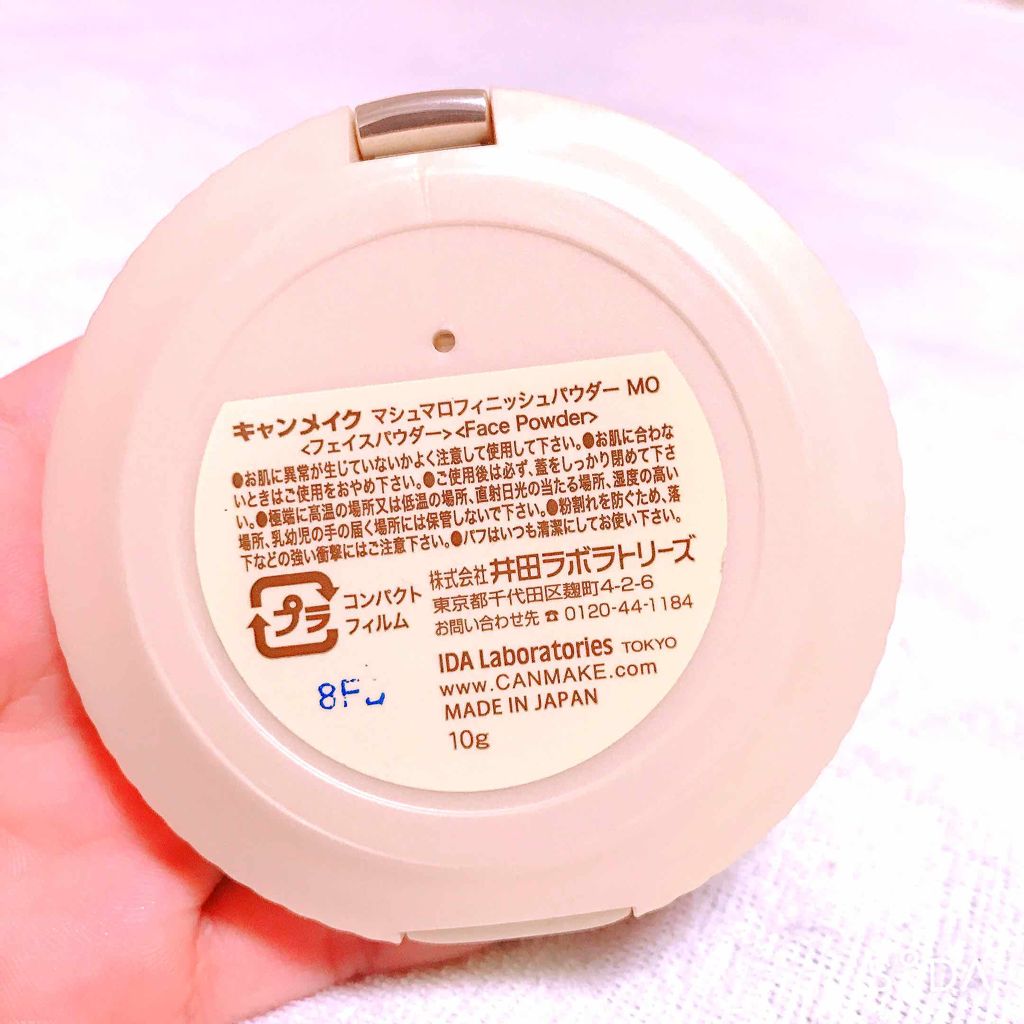 キャンメイク マシュマロフィニッシュパウダー MO
<フェイスパウダー><Face Powder>
●お肌に異常が生じていないかよく注意して使用して下さい。●お肌に合わな
いときはご使用をおやめ下さい。●ご使用後は必ず、蓋をしっかり閉めて下さ
い。●極端に高温の場所又は低温の場所、直射日光の当たる場所、湿度の高い
場所、乳幼児の手の届く場所には保管しないで下さい。●粉割れを防ぐため、落
下などの強い衝撃にはご注意下さい。●パフはいつも清潔にしてお使い下さい。
プラ
コンパクト
フィルム
株式会社 井田ラボラトリーズ
東京都千代田区麹町4-2-6
お問い合わせ先 ☎ 0120-44-1184
IDA Laboratories TOKYO
www.CANMAKE.com
MADE IN JAPAN
10g